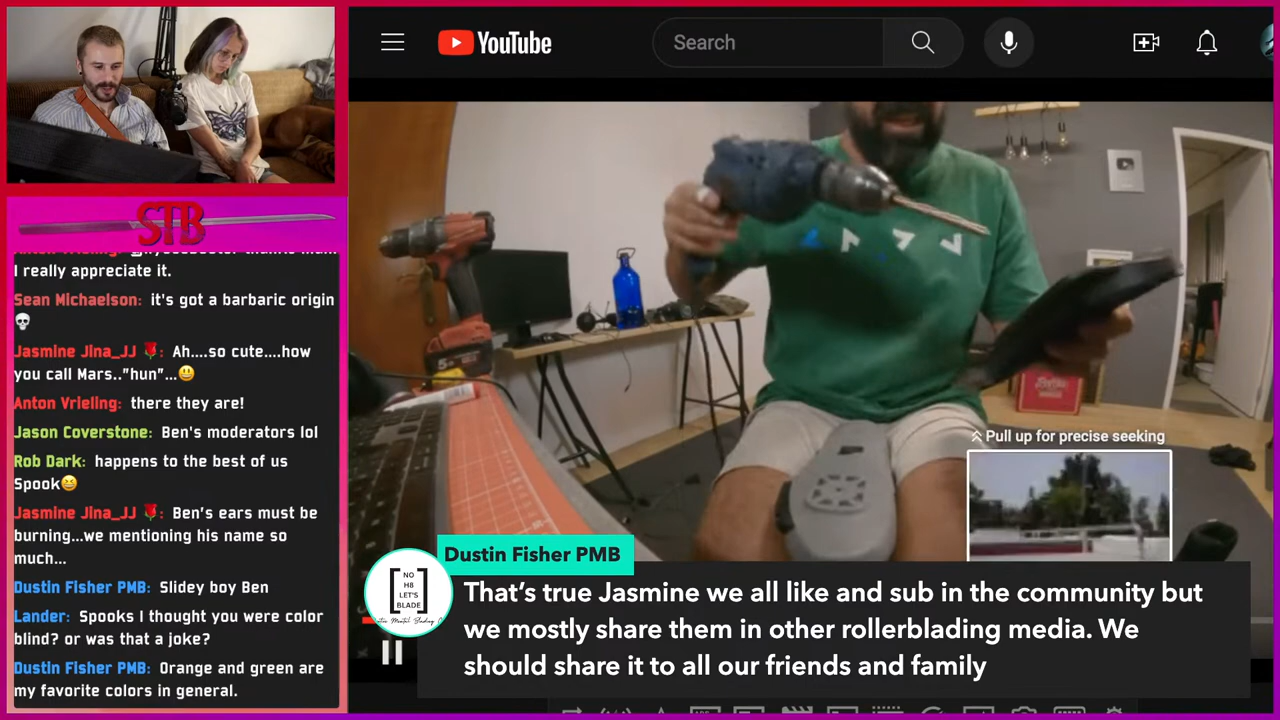 YouTube
Search
STB
I really appreciate it.
Sean Michaelson: it's got a barbaric origin
💀
Jasmine Jina_JJ 🌹: Ah....so cute....how
you call Mars.."hun"...😃
Anton Vrieling: there they are!
Jason Coverstone: Ben's moderators lol
Rob Dark: happens to the best of us
Spook😆
Jasmine Jina_JJ 🌹: Ben's ears must be
burning...we mentioning his name so
much...
Dustin Fisher PMB: Slidey boy Ben
Lander: Spooks I thought you were color
blind? or was that a joke?
Dustin Fisher PMB: Orange and green are
my favorite colors in general.
Pull up for precise seeking
Dustin Fisher PMB
NO
H8
LET'S
BLADE
That's true Jasmine we all like and sub in the community but
we mostly share them in other rollerblading media. We
should share it to all our friends and family